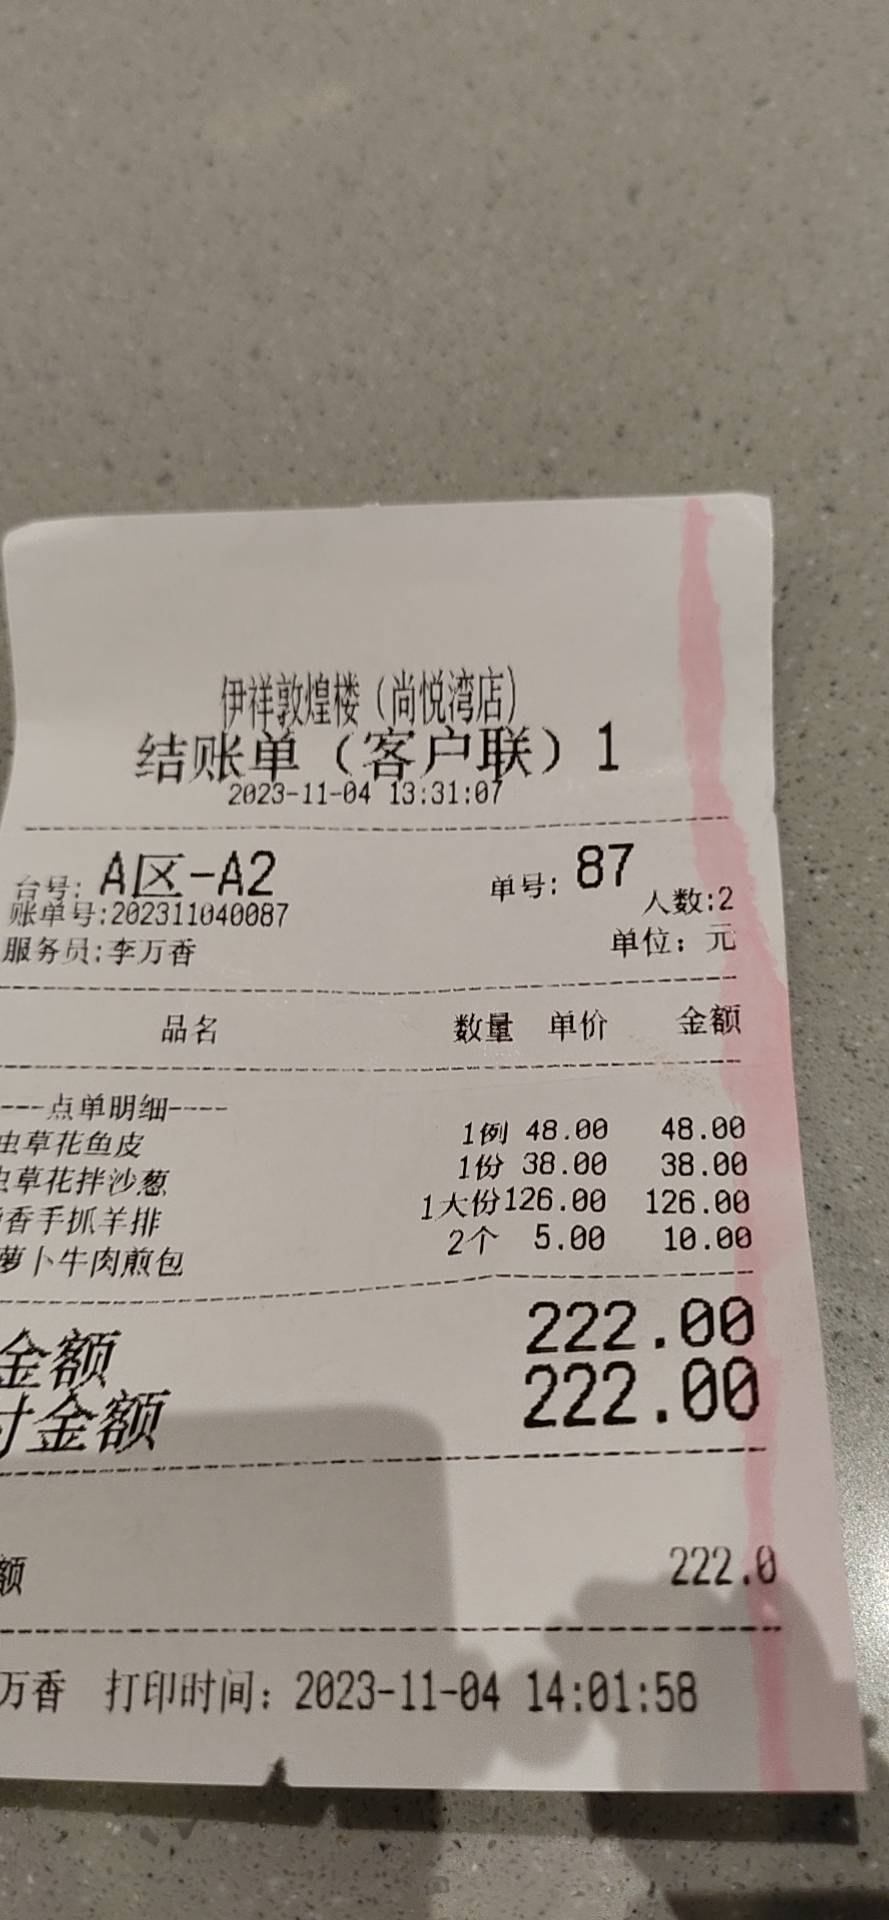 伊祥敦煌楼（尚悦湾店）
结账单（客户联）1
2023-11-04 13:31:07
台号: A区-A2 单号: 87
账单号:202311040087 人数:2
服务员:李万香 单位: 元
品名 数量 单价 金额
----点单明细----
虫草花鱼皮 1例 48.00 48.00
虫草花拌沙葱 1份 38.00 38.00
香手抓羊排 1大份 126.00 126.00
萝卜牛肉煎包 2个 5.00 10.00
金额 222.00
付金额 222.00
额 222.0
万香 打印时间: 2023-11-04 14:01:58